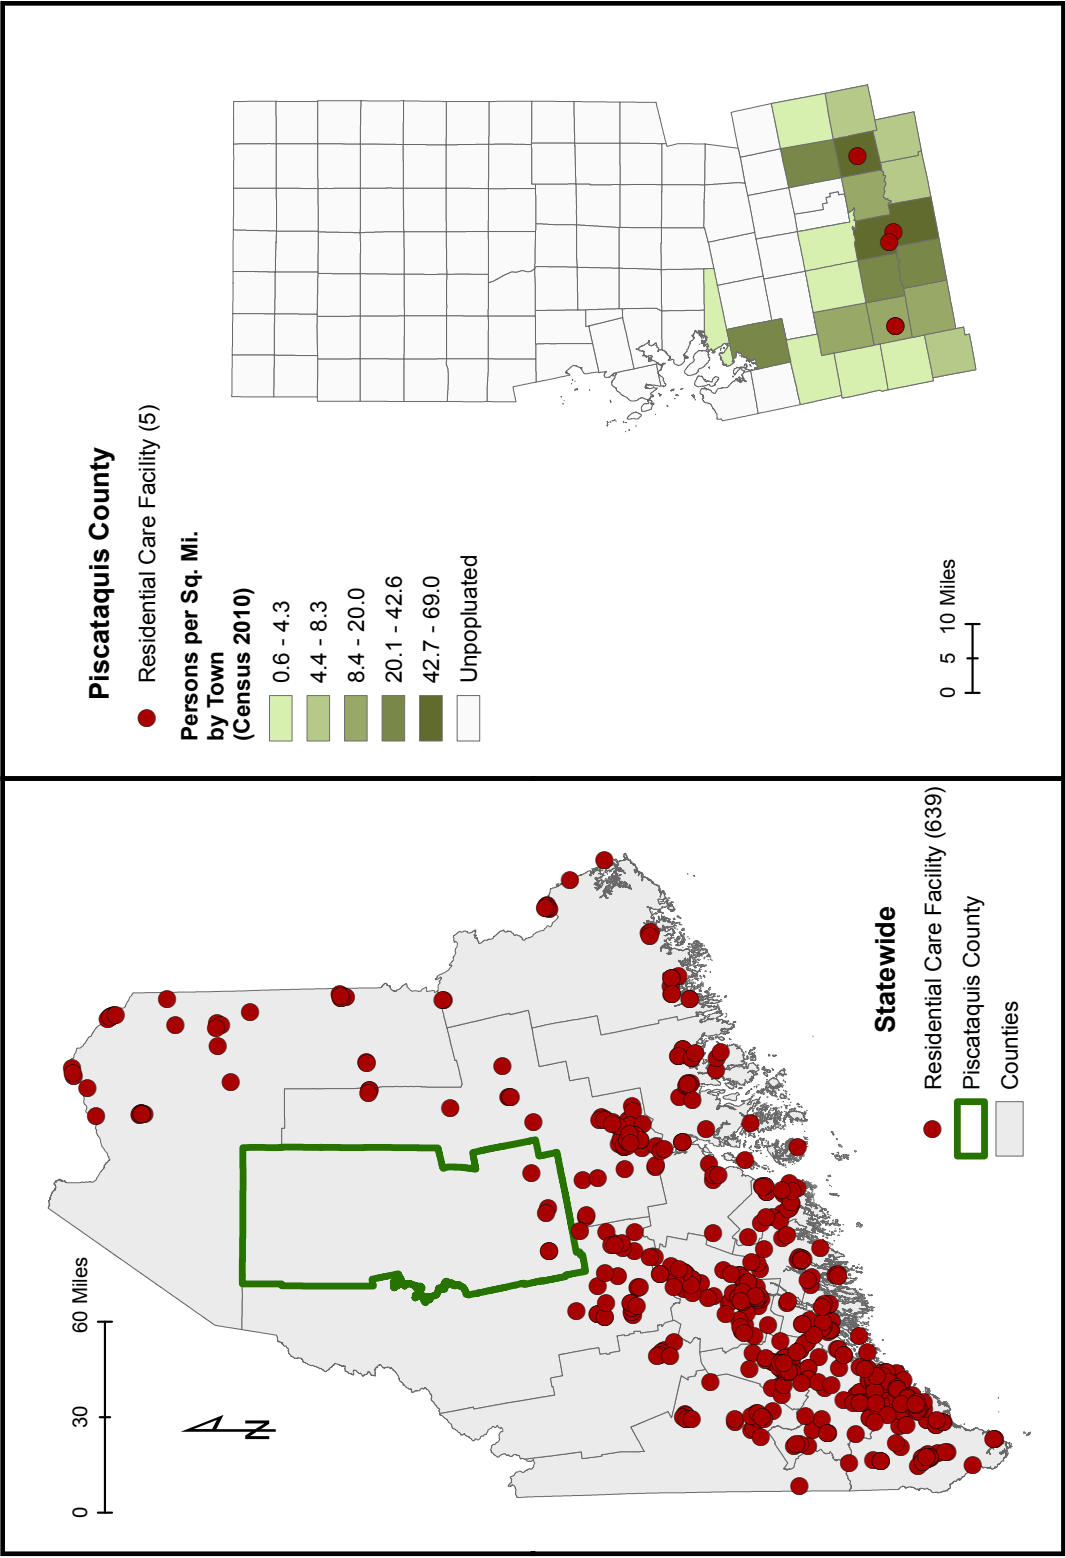 Piscataquis County
Residential Care Facility (5)
Persons per Sq. Mi.
by Town
(Census 2010)
0.6 - 4.3
4.4 - 8.3
8.4 - 20.0
20.1 - 42.6
42.7 - 69.0
Unpopluated
0 5 10 Miles
0 30 60 Miles
N
Statewide
Residential Care Facility (639)
Piscataquis County
Counties